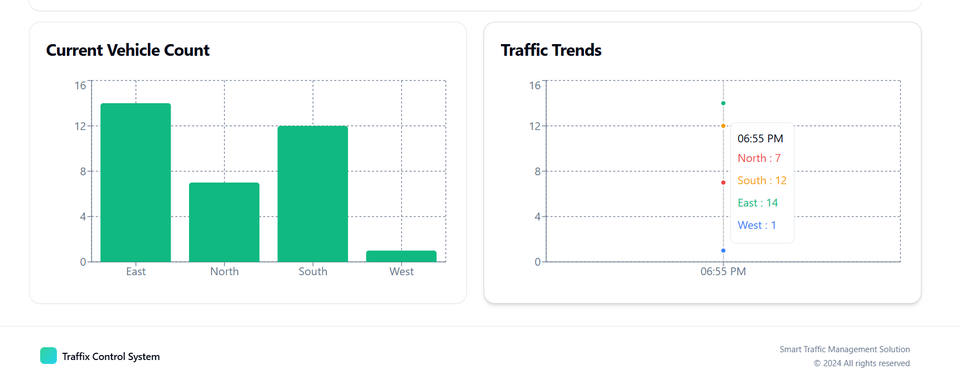 Current Vehicle Count
16
12
8
4
0
East North South West
Traffic Trends
16
12
8
4
0
06:55 PM
North : 7
South : 12
East : 14
West : 1
06:55 PM
Traffix Control System
Smart Traffic Management Solution
© 2024 All rights reserved